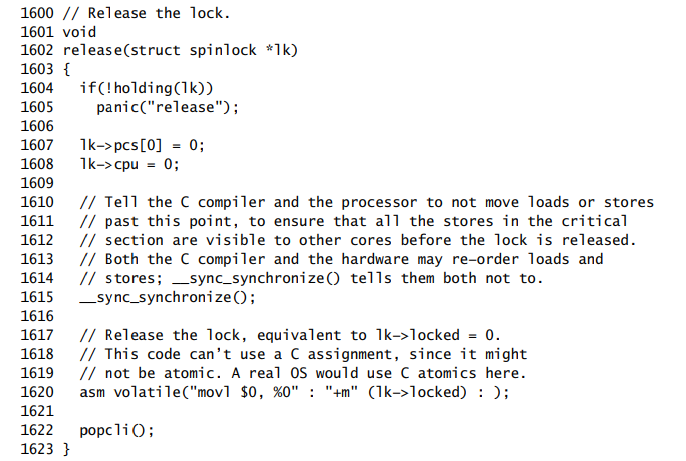 1600 // Release the lock.
1601 void
1602 release(struct spinlock *lk)
1603 {
1604   if(!holding(lk))
1605     panic("release");
1606
1607   lk->pcs[0] = 0;
1608   lk->cpu = 0;
1609
1610   // Tell the C compiler and the processor to not move loads or stores
1611   // past this point, to ensure that all the stores in the critical
1612   // section are visible to other cores before the lock is released.
1613   // Both the C compiler and the hardware may re-order loads and
1614   // stores; __sync_synchronize() tells them both not to.
1615   __sync_synchronize();
1616
1617   // Release the lock, equivalent to lk->locked = 0.
1618   // This code can't use a C assignment, since it might
1619   // not be atomic. A real OS would use C atomics here.
1620   asm volatile("movl $0, %0" : "+m" (lk->locked) : );
1621
1622   popcli();
1623 }